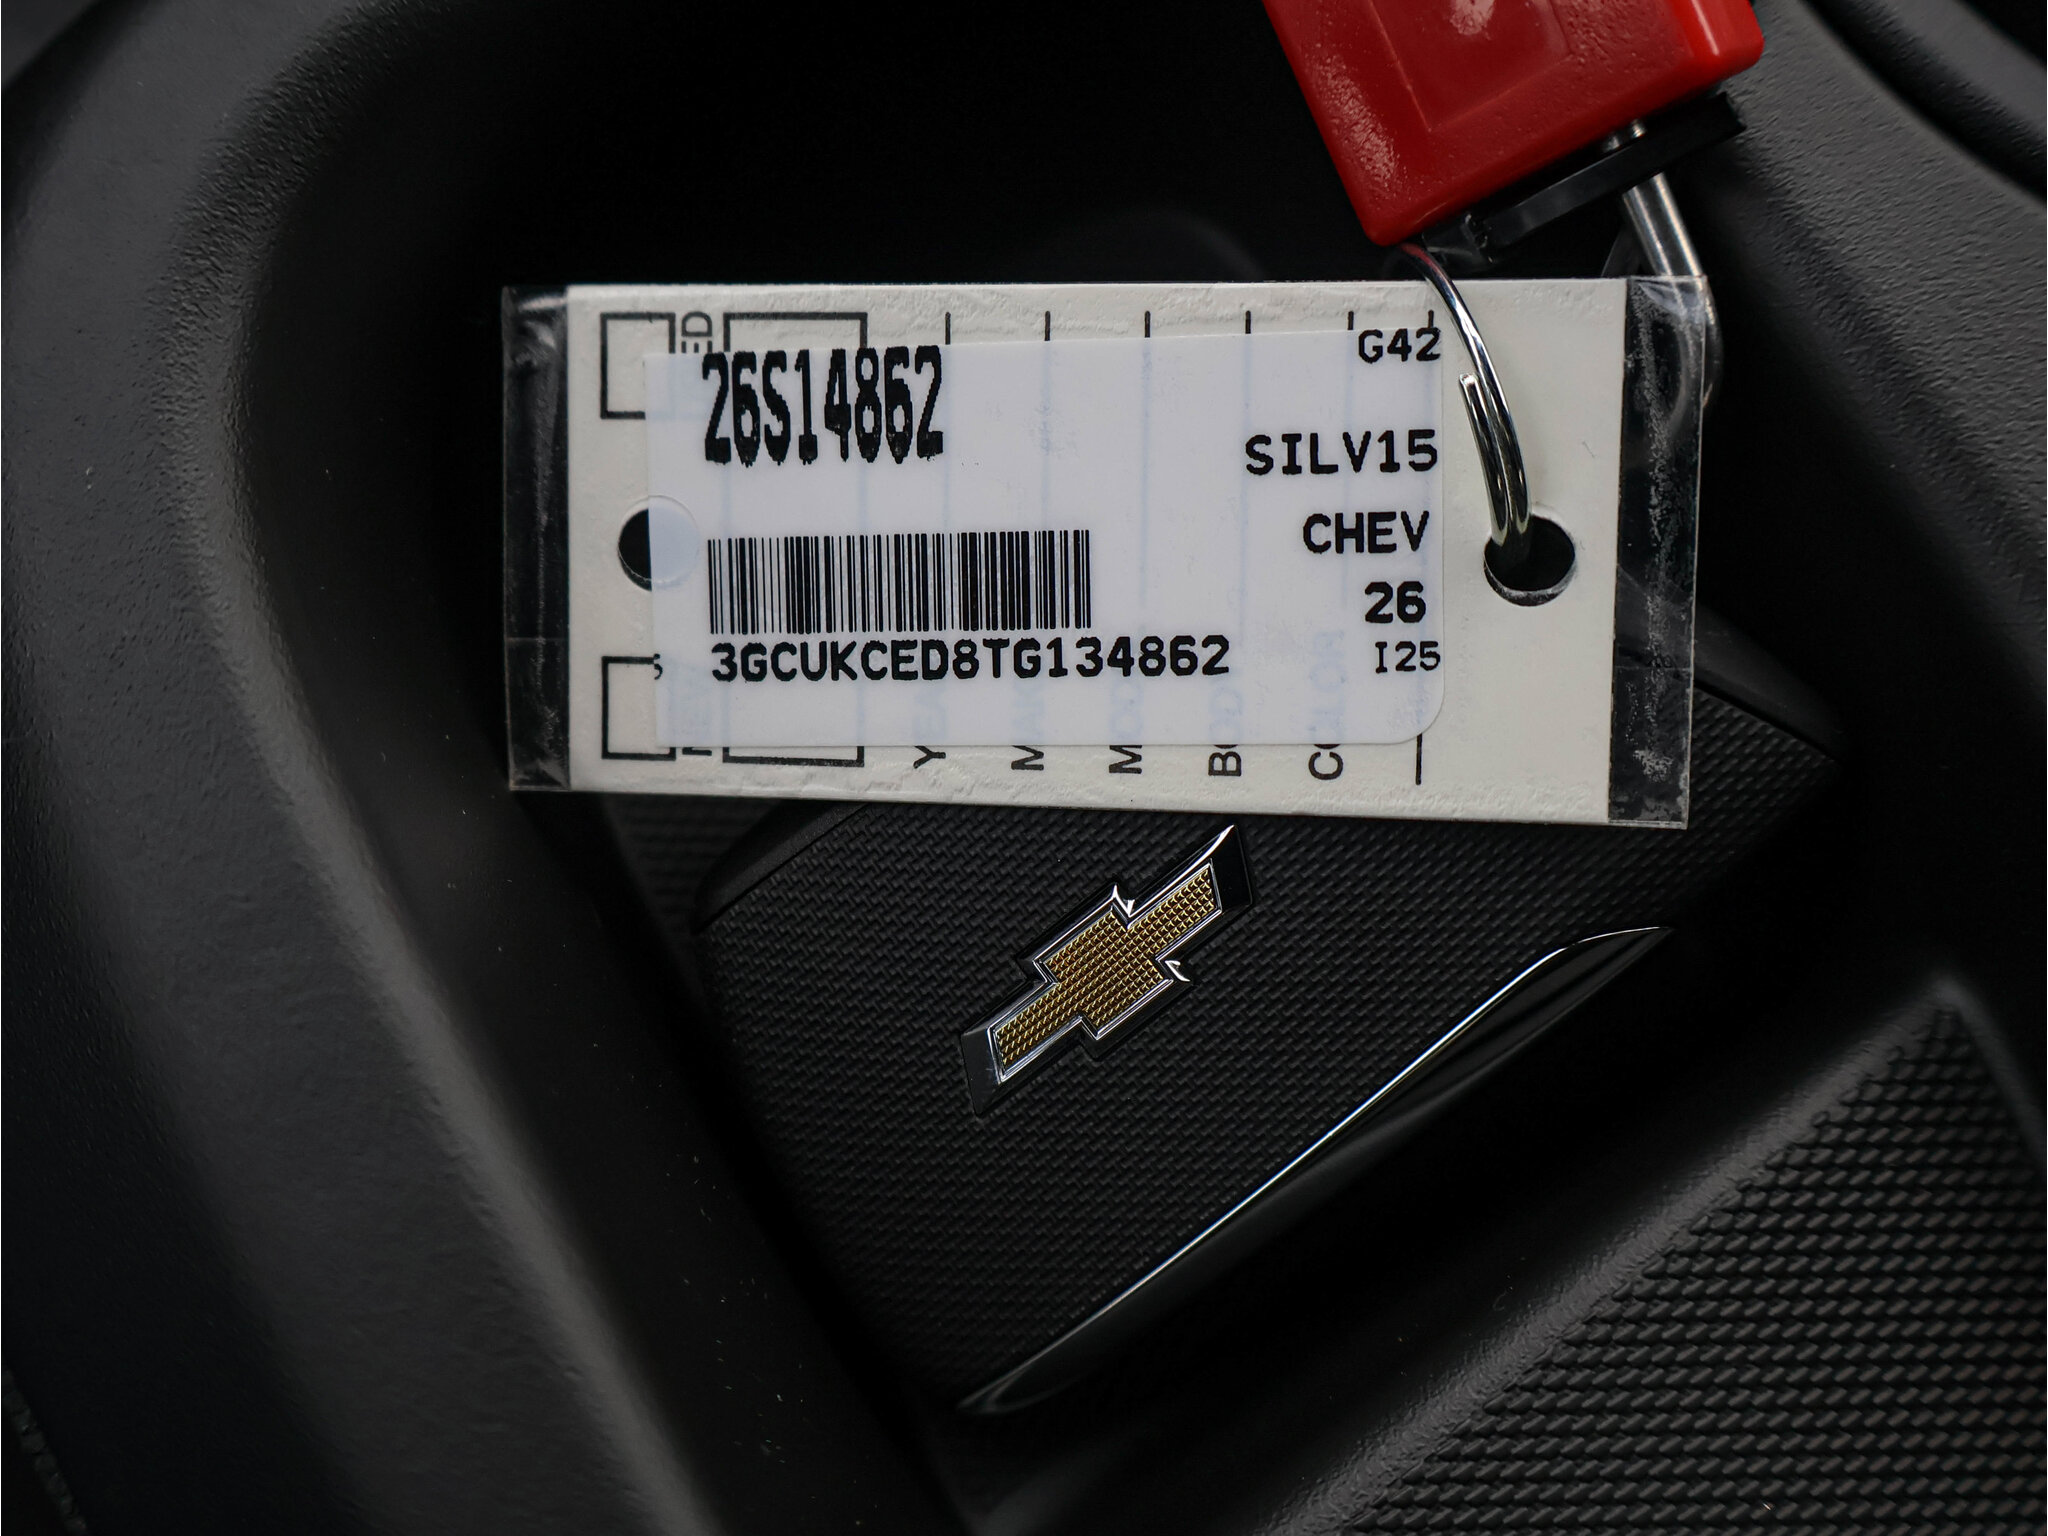 26S14862
G42
SILV15
CHEV
26
3GCUKCED8TG134862
I25